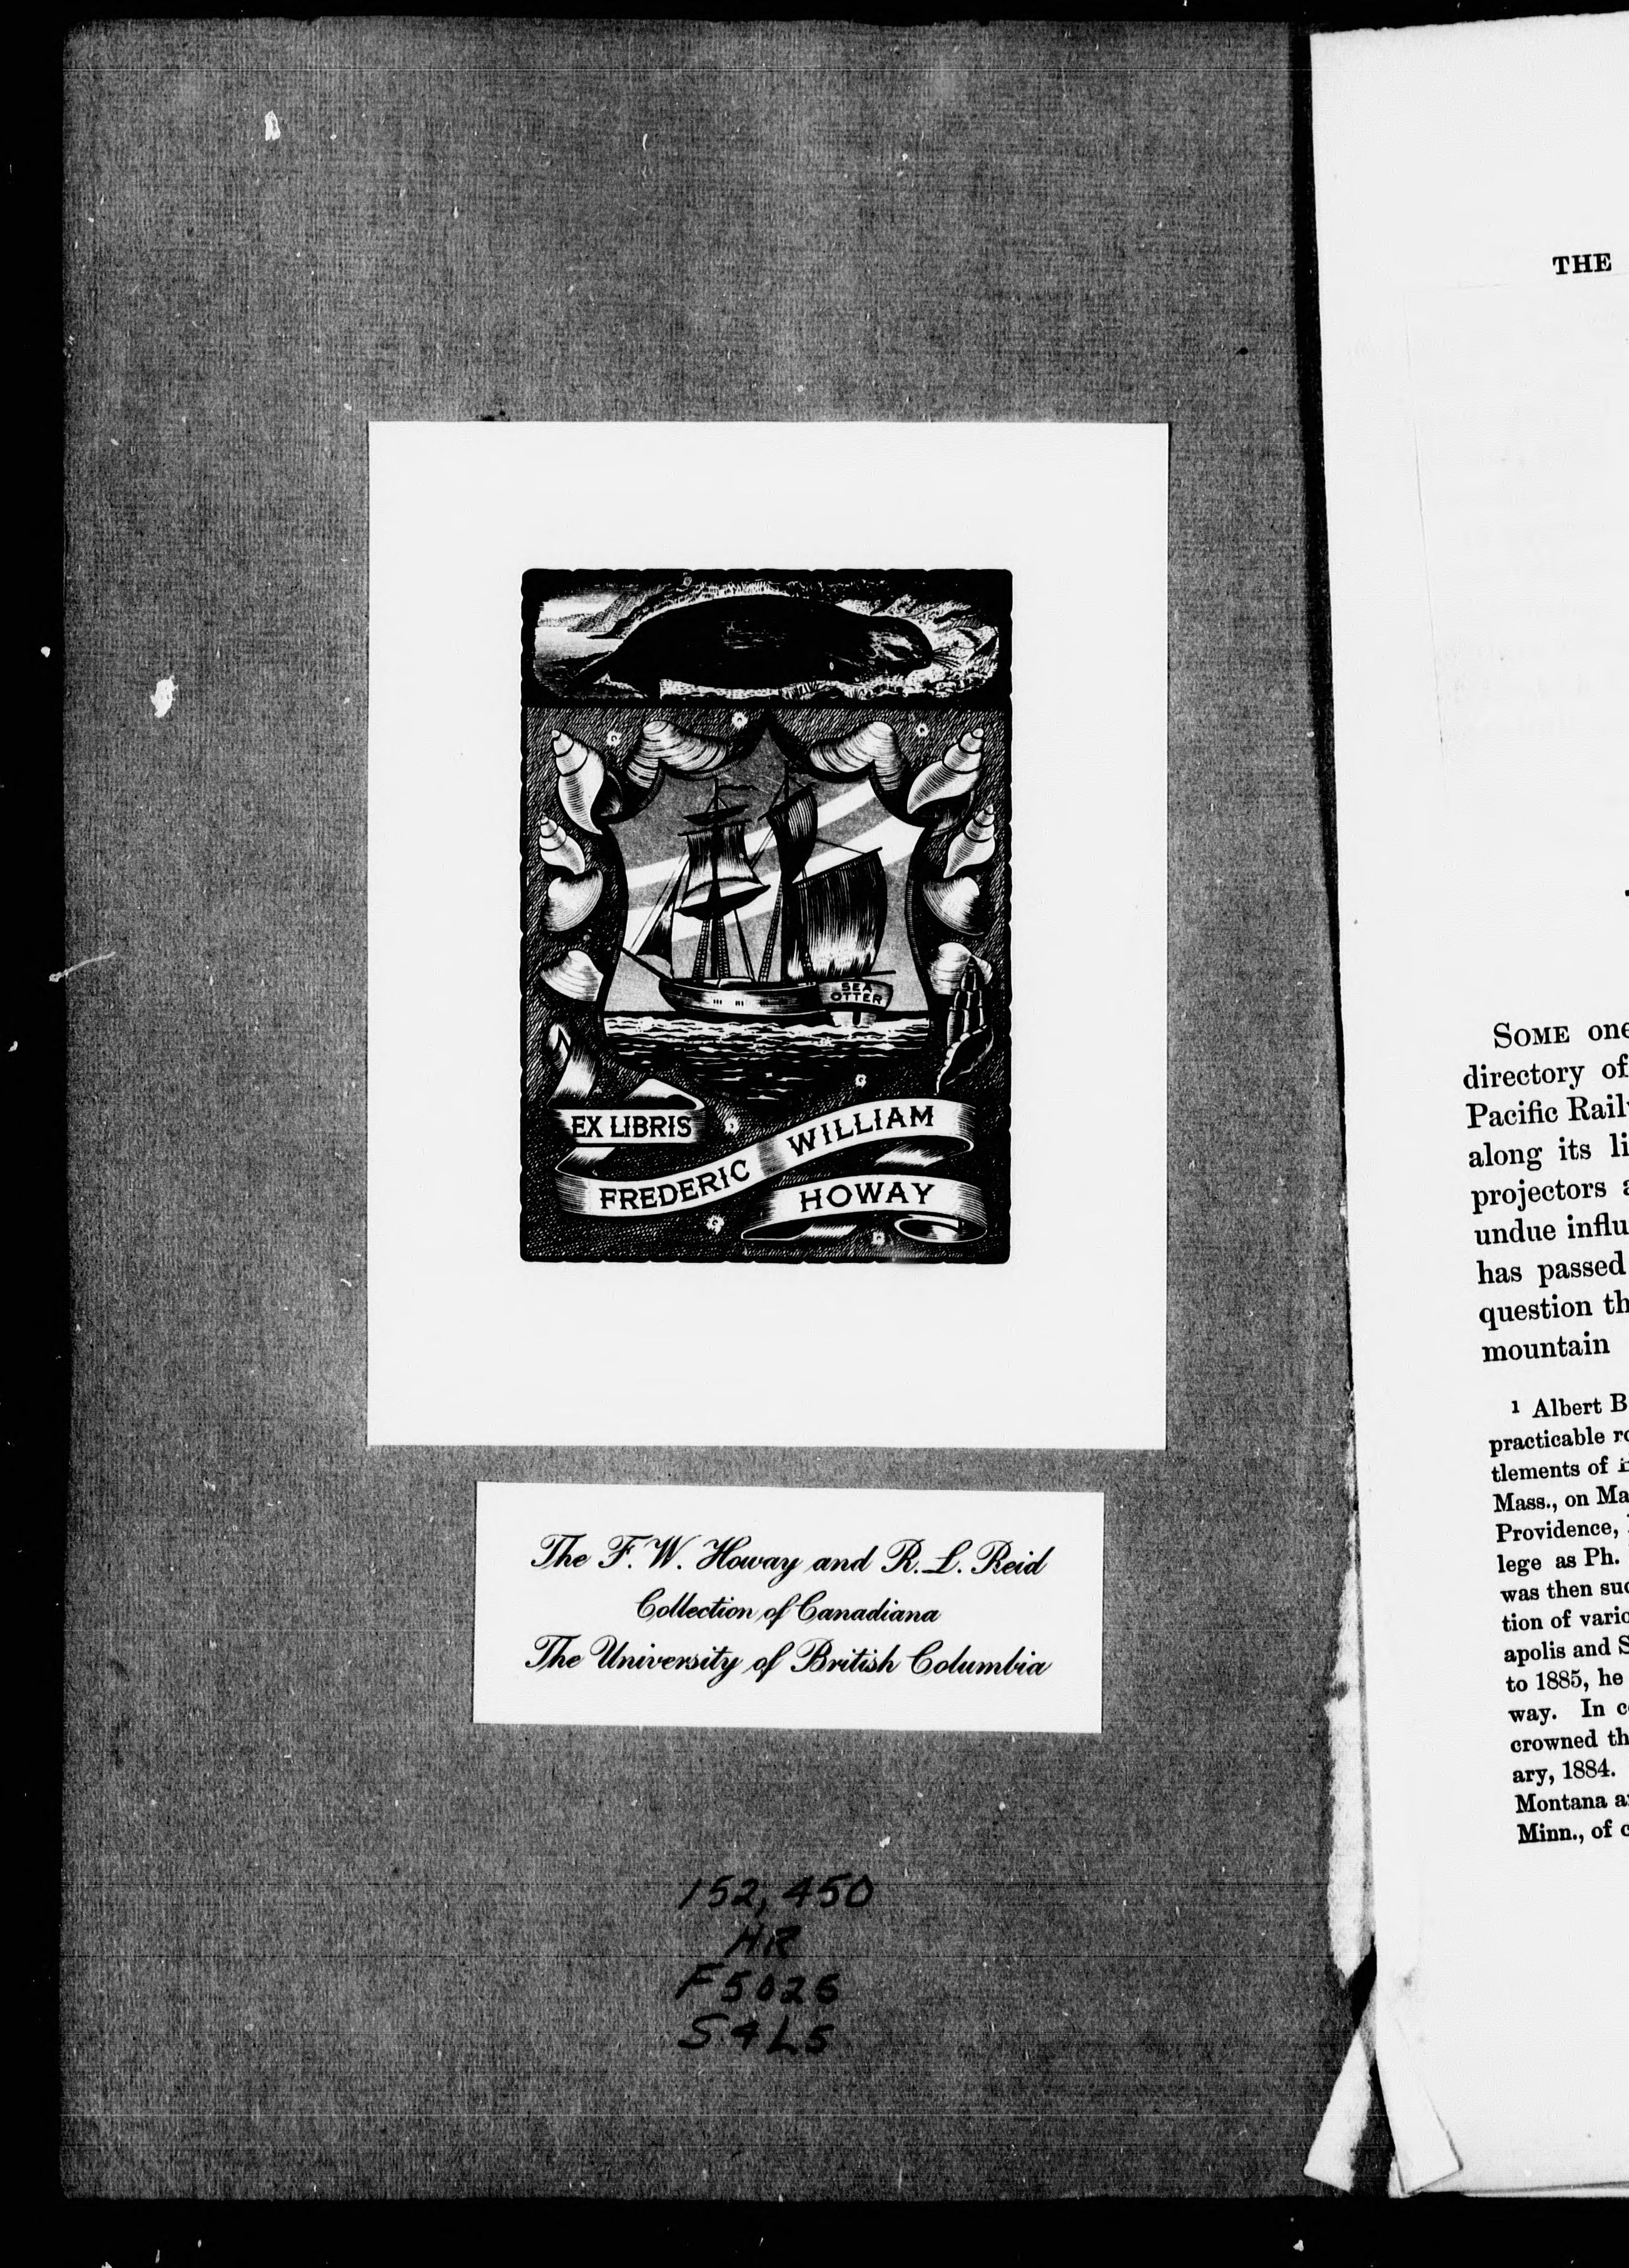 SEA
OTTER
EX LIBRIS
FREDERIC WILLIAM
HOWAY
The F. W. Howay and R. L. Reid
Collection of Canadiana
The University of British Columbia
152,450
HR
F5026
S4L5
THE
SOME one
directory of
Pacific Rail
along its
projectors
undue influ
has passed
question th
mountain
1 Albert B
practicable
tlements of
Mass., on Ma
Providence,
lege as Ph.
was then suc
tion of vario
apolis and S
to 1885, he
way. In c
crowned th
ary, 1884.
Montana a
Minn., of c